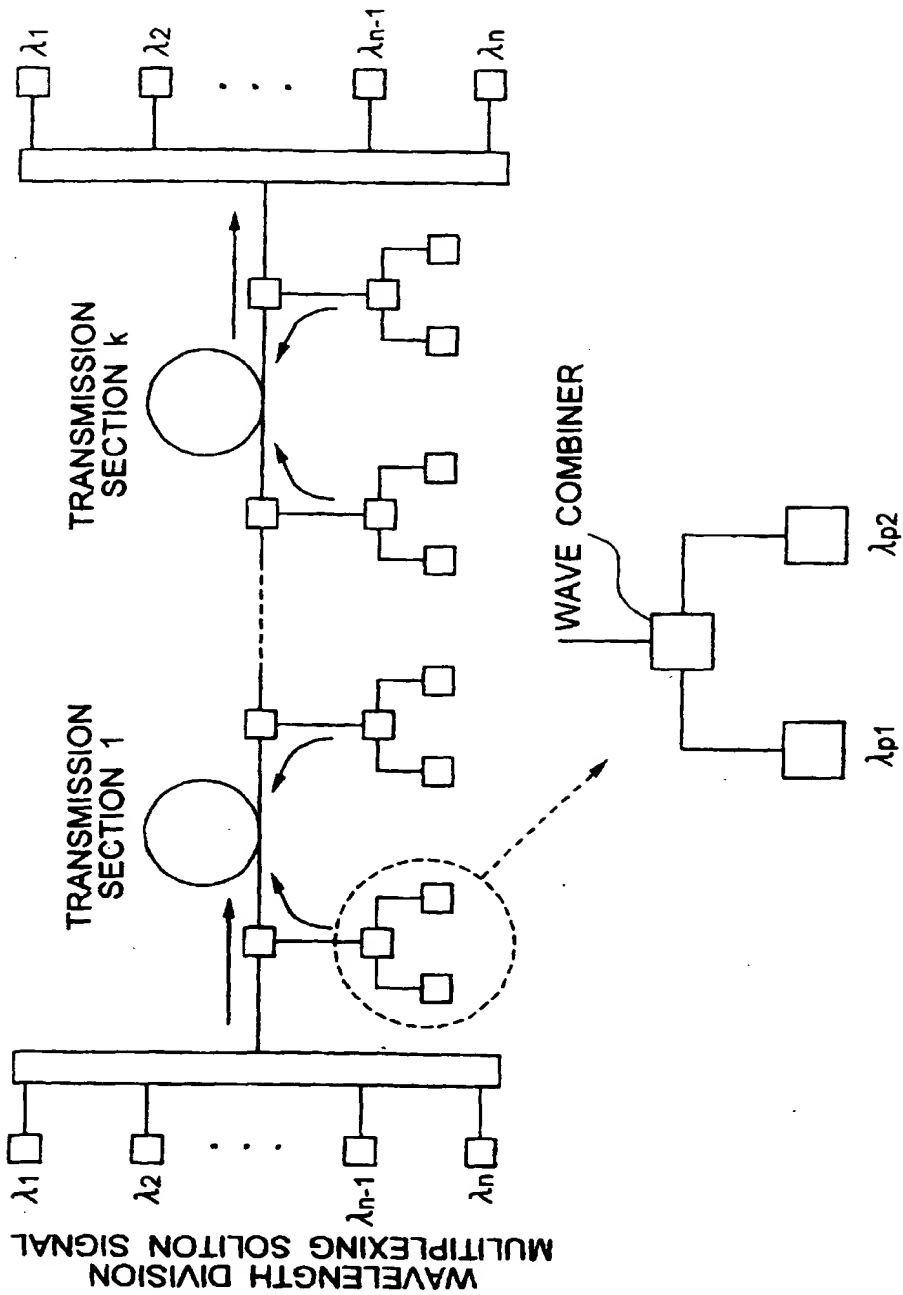 WAVELENGTH DIVISION
MULITIPLEXING SOLITON SIGNAL
λ1
λ2
. . .
λn-1
λn
TRANSMISSION
SECTION 1
TRANSMISSION
SECTION k
λ1
λ2
. . .
λn-1
λn
WAVE COMBINER
λp1
λp2